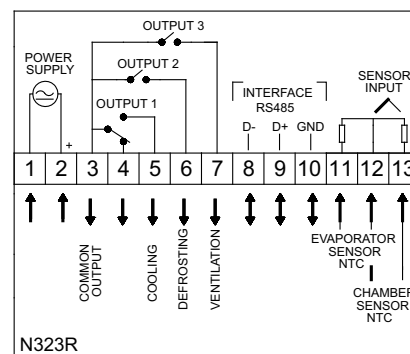 OUTPUT 3
POWER
SUPPLY
OUTPUT 2
OUTPUT 1
INTERFACE
RS485
SENSOR
INPUT
D-
D+
GND
+
1
2
3
4
5
6
7
8
9
10
11
12
13
COMMON
OUTPUT
COOLING
DEFROSTING
VENTILATION
EVAPORATOR
SENSOR
NTC
CHAMBER
SENSOR
NTC
N323R